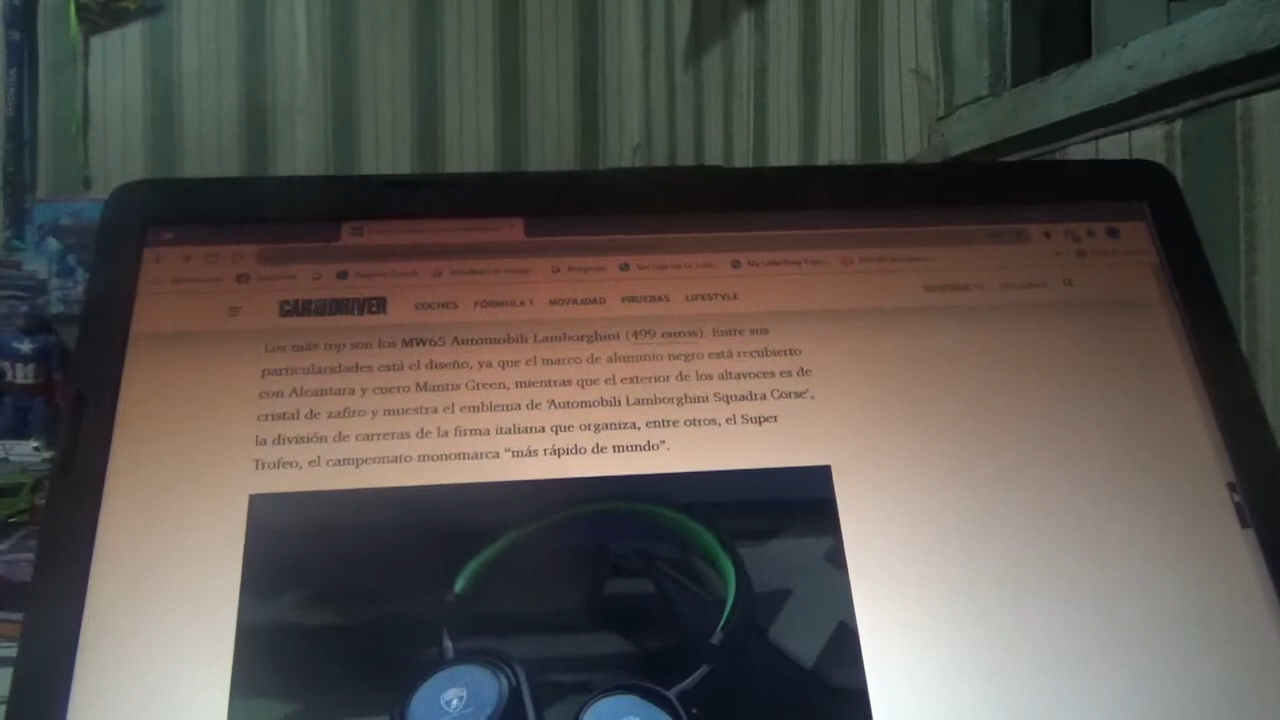 CAR AND DRIVER
COCHES FÓRMULA 1 MOVILIDAD PRUEBAS LIFESTYLE
Los más top son los MW65 Automobili Lamborghini (499 euros). Entre sus
particularidades está el diseño, ya que el marco de aluminio negro está recubierto
con Alcantara y cuero Mantis Green, mientras que el exterior de los altavoces es de
cristal de zafiro y muestra el emblema de ‘Automobili Lamborghini Squadra Corse’,
la división de carreras de la firma italiana que organiza, entre otros, el Super
Trofeo, el campeonato monomarca “más rápido de mundo”.